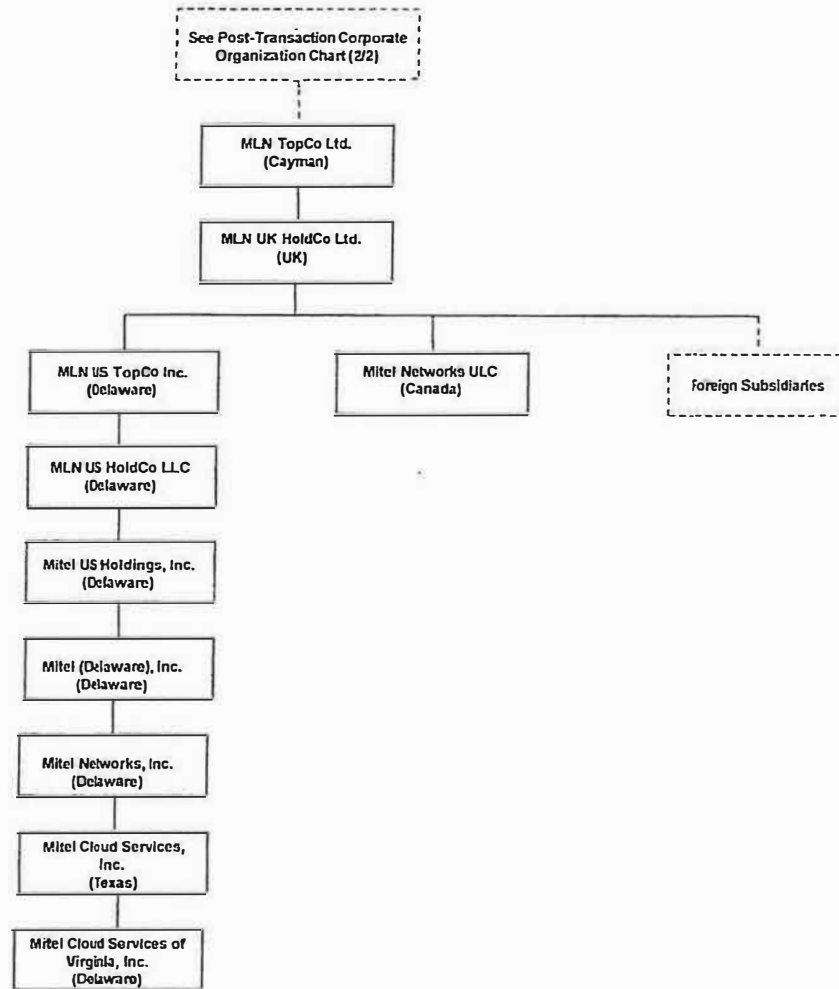 See Post-Transaction Corporate
Organization Chart (2/2)
MLN TopCo Ltd.
(Cayman)
MLN UK HoldCo Ltd.
(UK)
MLN US TopCo Inc.
(Delaware)
Mitel Networks ULC
(Canada)
Foreign Subsidiaries
MLN US HoldCo LLC
(Delaware)
Mitel US Holdings, Inc.
(Delaware)
Mitel (Delaware), Inc.
(Delaware)
Mitel Networks, Inc.
(Delaware)
Mitel Cloud Services,
Inc.
(Texas)
Mitel Cloud Services of
Virginia, Inc.
(Delaware)